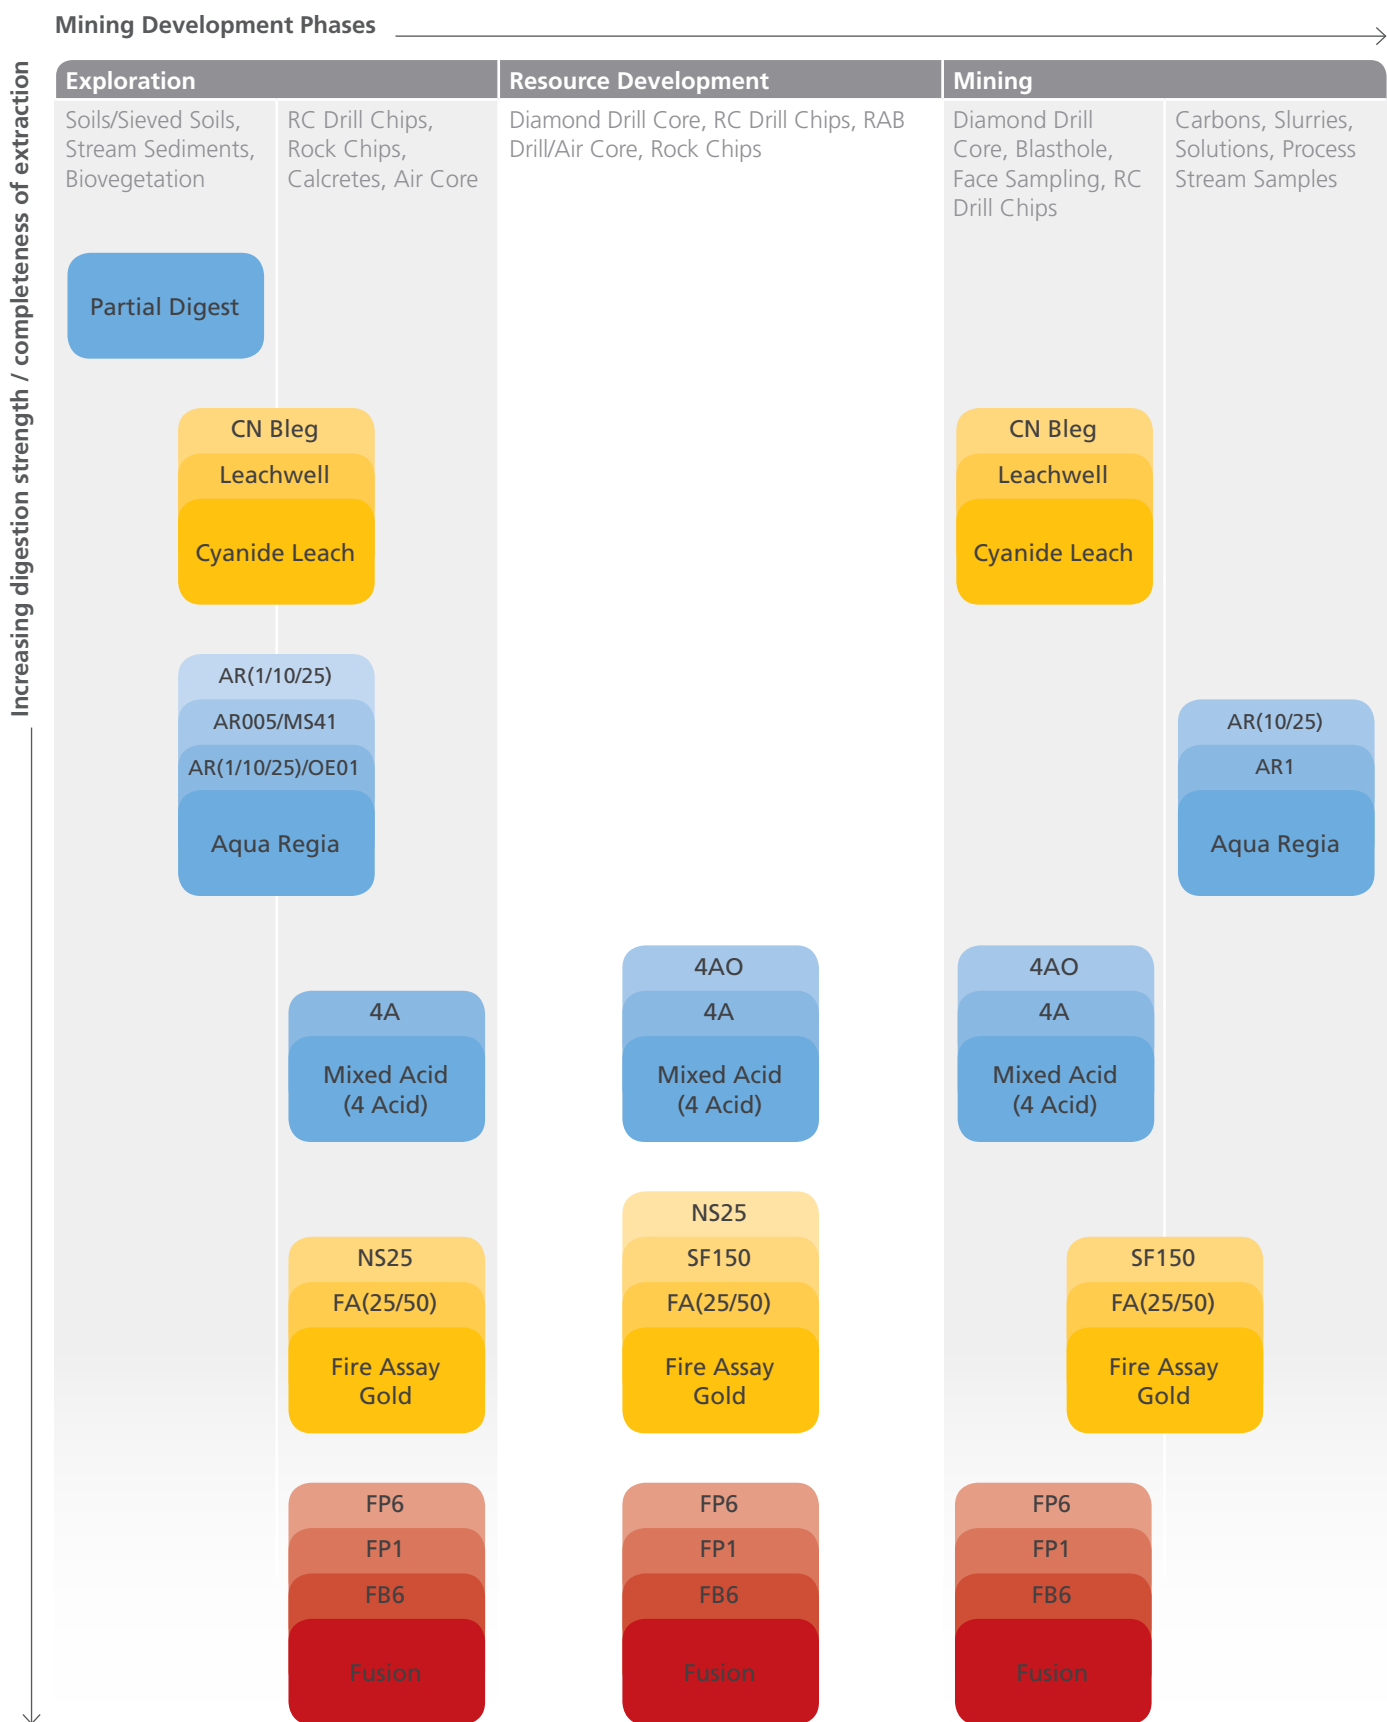 Mining Development Phases
Increasing digestion strength / completeness of extraction
Exploration
Resource Development
Mining
Soils/Sieved Soils,
Stream Sediments,
Biovegetation
RC Drill Chips,
Rock Chips,
Calcretes, Air Core
Diamond Drill Core, RC Drill Chips, RAB
Drill/Air Core, Rock Chips
Diamond Drill
Core, Blasthole,
Face Sampling, RC
Drill Chips
Carbons, Slurries,
Solutions, Process
Stream Samples
Partial Digest
CN Bleg
Leachwell
Cyanide Leach
CN Bleg
Leachwell
Cyanide Leach
AR(1/10/25)
AR005/MS41
AR(1/10/25)/OE01
Aqua Regia
AR(10/25)
AR1
Aqua Regia
4A
Mixed Acid
(4 Acid)
4AO
4A
Mixed Acid
(4 Acid)
4AO
4A
Mixed Acid
(4 Acid)
NS25
FA(25/50)
Fire Assay
Gold
NS25
SF150
FA(25/50)
Fire Assay
Gold
SF150
FA(25/50)
Fire Assay
Gold
FP6
FP1
FB6
Fusion
FP6
FP1
FB6
Fusion
FP6
FP1
FB6
Fusion